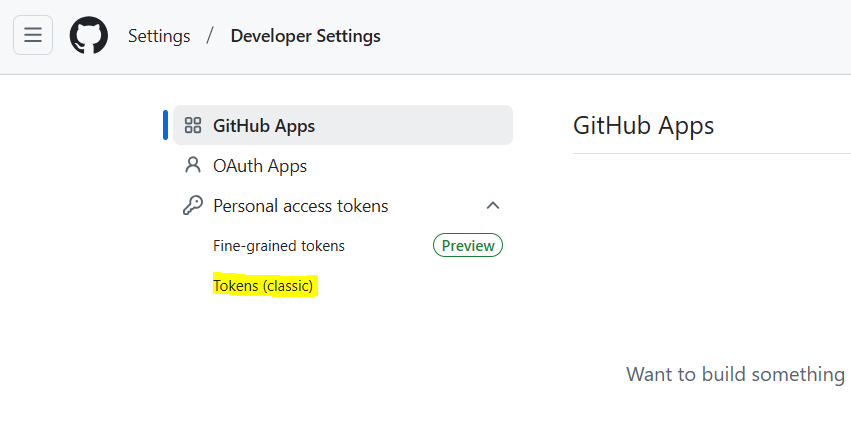 Settings / Developer Settings
GitHub Apps
GitHub Apps
OAuth Apps
Personal access tokens
Fine-grained tokens Preview
Tokens (classic)
Want to build something